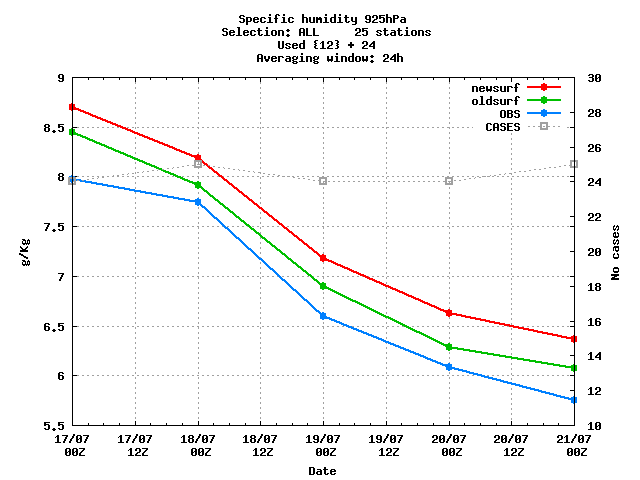 Specific humidity 925hPa
Selection: ALL     25 stations
Used {12} + 24
Averaging window: 24h
newsurf
oldsurf
OBS
CASES
9
8.5
8
7.5
7
6.5
6
5.5
g/Kg
30
28
26
24
22
20
18
16
14
12
10
No cases
17/07 17/07 18/07 18/07 19/07 19/07 20/07 20/07 21/07
00Z 12Z 00Z 12Z 00Z 12Z 00Z 12Z 00Z
Date